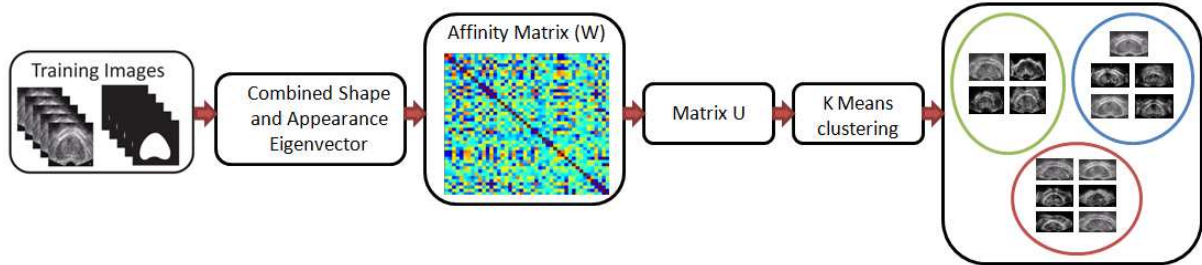 Training Images
Combined Shape
and Appearance
Eigenvector
Affinity Matrix (W)
Matrix U
K Means
clustering